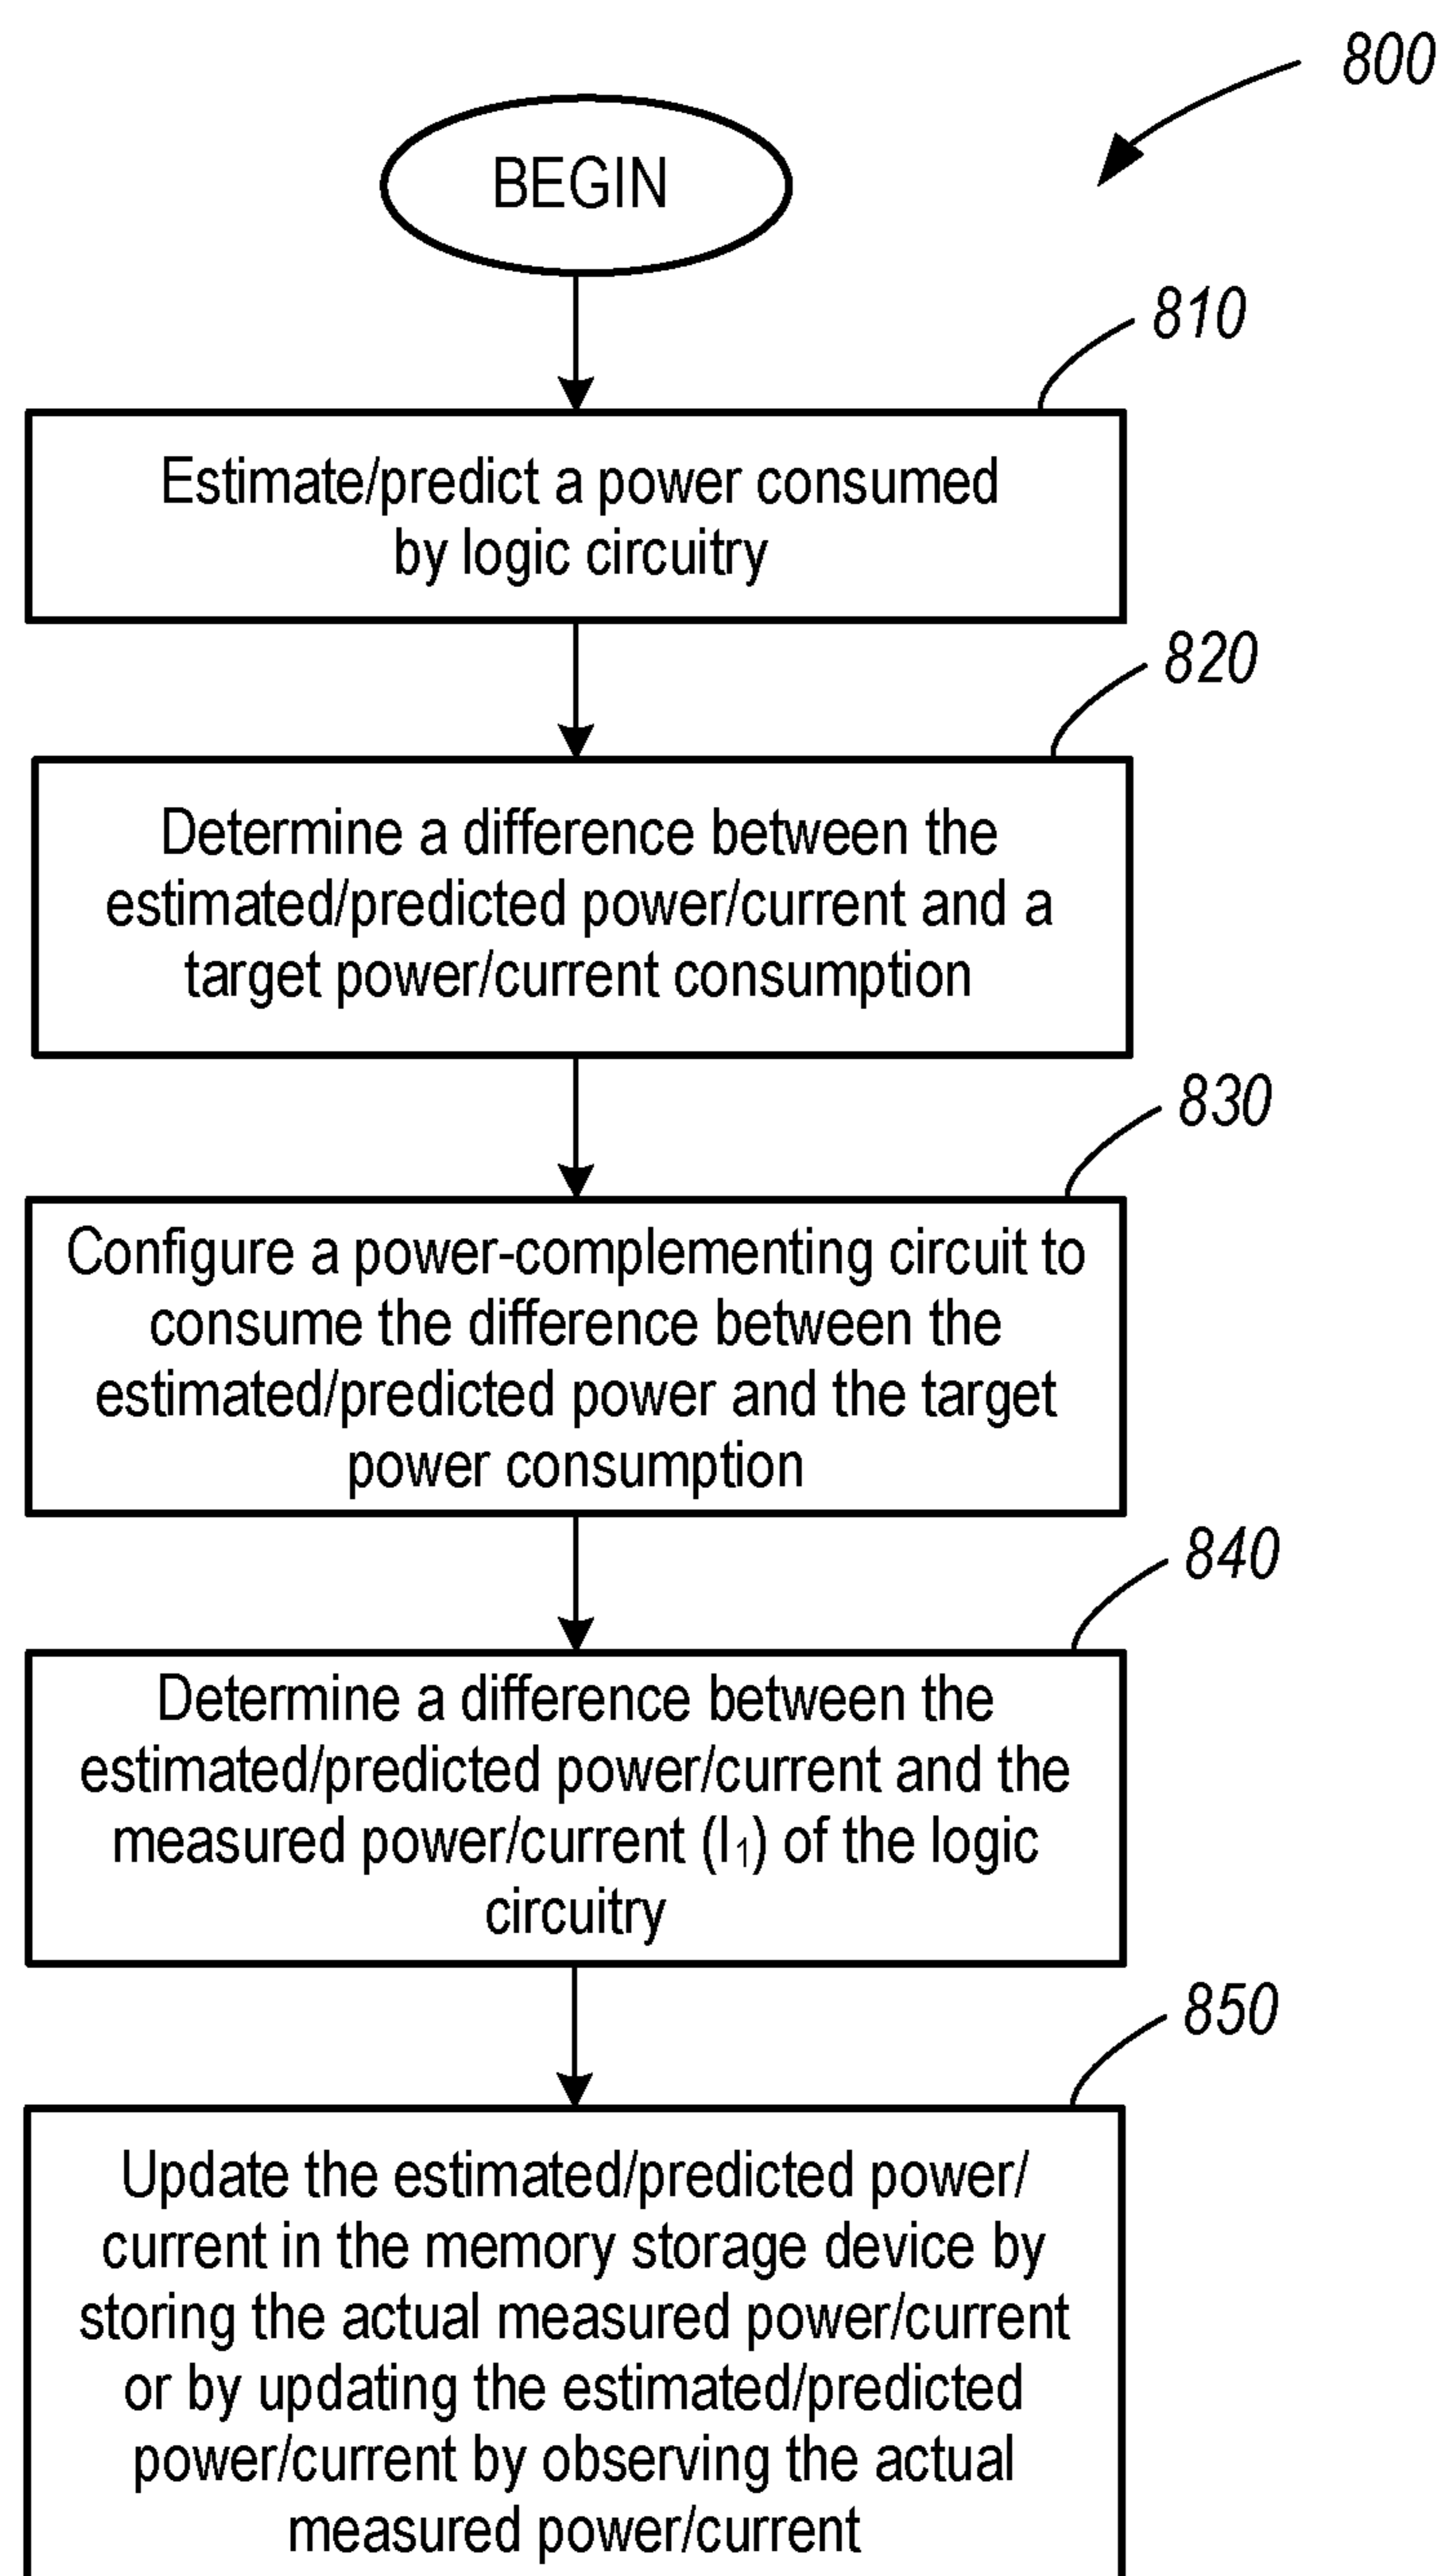 800
BEGIN
810
Estimate/predict a power consumed
by logic circuitry
820
Determine a difference between the
estimated/predicted power/current and a
target power/current consumption
830
Configure a power-complementing circuit to
consume the difference between the
estimated/predicted power and the target
power consumption
840
Determine a difference between the
estimated/predicted power/current and the
measured power/current (I₁) of the logic
circuitry
850
Update the estimated/predicted power/
current in the memory storage device by
storing the actual measured power/current
or by updating the estimated/predicted
power/current by observing the actual
measured power/current